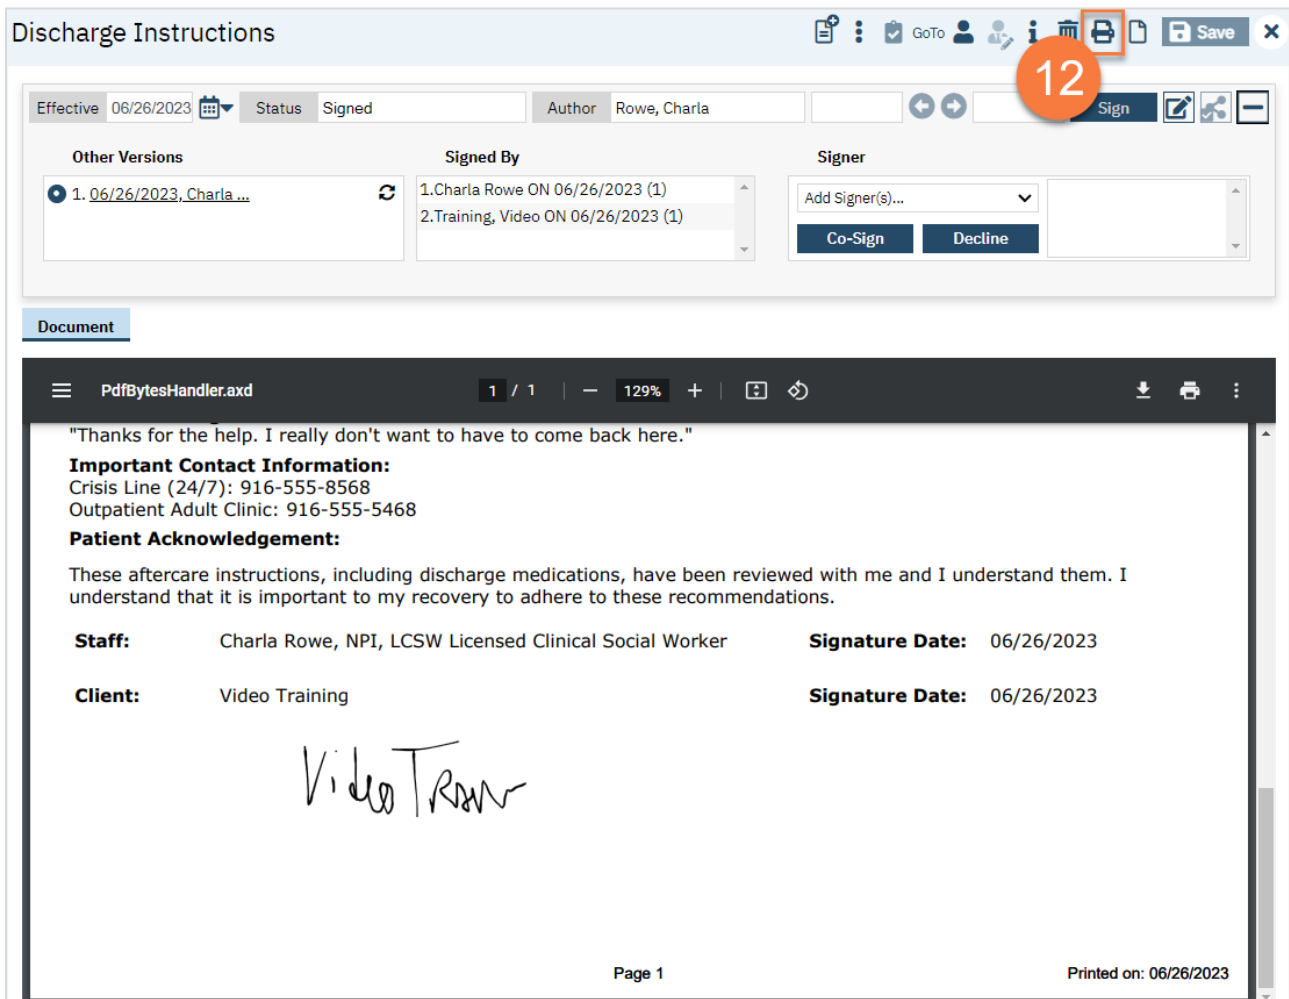 Discharge Instructions
GoTo
Save
12
Effective 06/26/2023 Status Signed Author Rowe, Charla Sign
Other Versions Signed By Signer
1. 06/26/2023, Charla ...
1.Charla Rowe ON 06/26/2023 (1)
2.Training, Video ON 06/26/2023 (1)
Add Signer(s)...
Co-Sign Decline
Document
PdfBytesHandler.axd 1 / 1 129%
"Thanks for the help. I really don't want to have to come back here."
Important Contact Information:
Crisis Line (24/7): 916-555-8568
Outpatient Adult Clinic: 916-555-5468
Patient Acknowledgement:
These aftercare instructions, including discharge medications, have been reviewed with me and I understand them. I
understand that it is important to my recovery to adhere to these recommendations.
Staff: Charla Rowe, NPI, LCSW Licensed Clinical Social Worker Signature Date: 06/26/2023
Client: Video Training Signature Date: 06/26/2023
Video
Page 1 Printed on: 06/26/2023